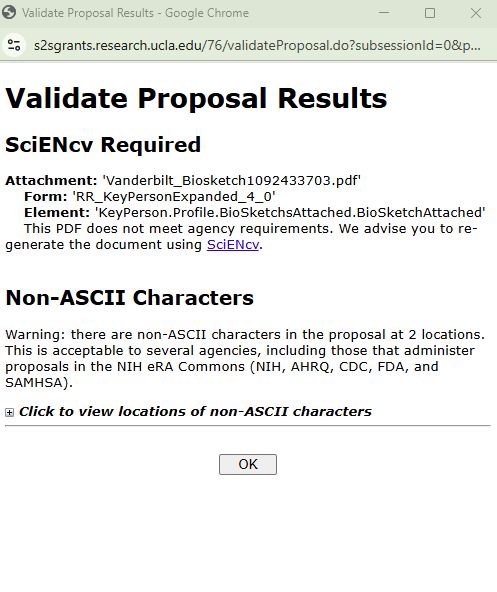 Validate Proposal Results - Google Chrome
s2sgrants.research.ucla.edu/76/validateProposal.do?subsessionId=0&p...
Validate Proposal Results
SciENcv Required
Attachment: 'Vanderbilt_Biosketch1092433703.pdf'
Form: 'RR_KeyPersonExpanded_4_0'
Element: 'KeyPerson.Profile.BioSketchsAttached.BioSketchAttached'
This PDF does not meet agency requirements. We advise you to re-
generate the document using SciENcv.
Non-ASCII Characters
Warning: there are non-ASCII characters in the proposal at 2 locations.
This is acceptable to several agencies, including those that administer
proposals in the NIH eRA Commons (NIH, AHRQ, CDC, FDA, and
SAMHSA).
Click to view locations of non-ASCII characters
OK